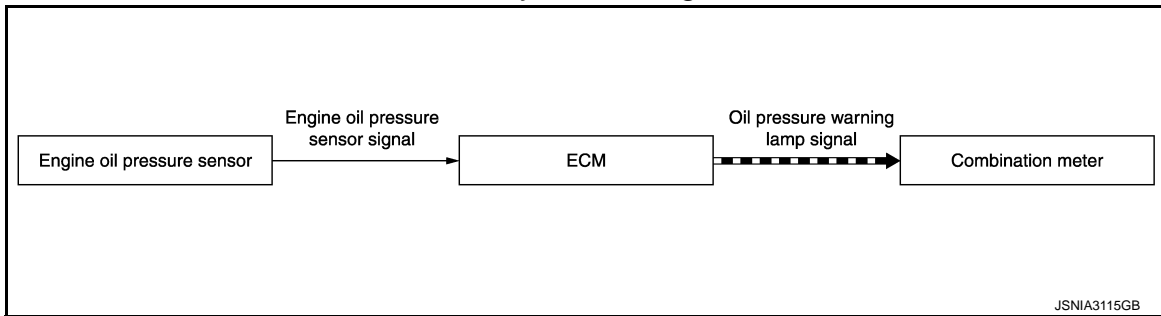 Engine oil pressure
sensor signal
Oil pressure warning
lamp signal
Engine oil pressure sensor
ECM
Combination meter
JSNIA3115GB